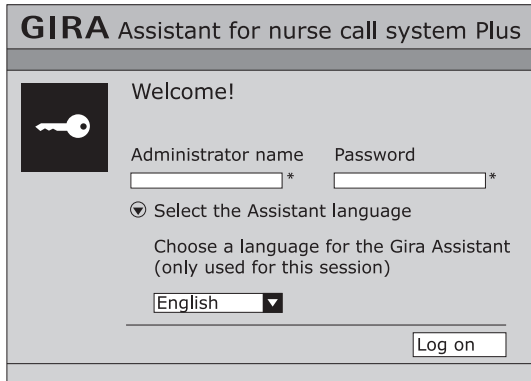 GIRA Assistant for nurse call system Plus
Welcome!
Administrator name Password
* *
Select the Assistant language
Choose a language for the Gira Assistant
(only used for this session)
English
Log on